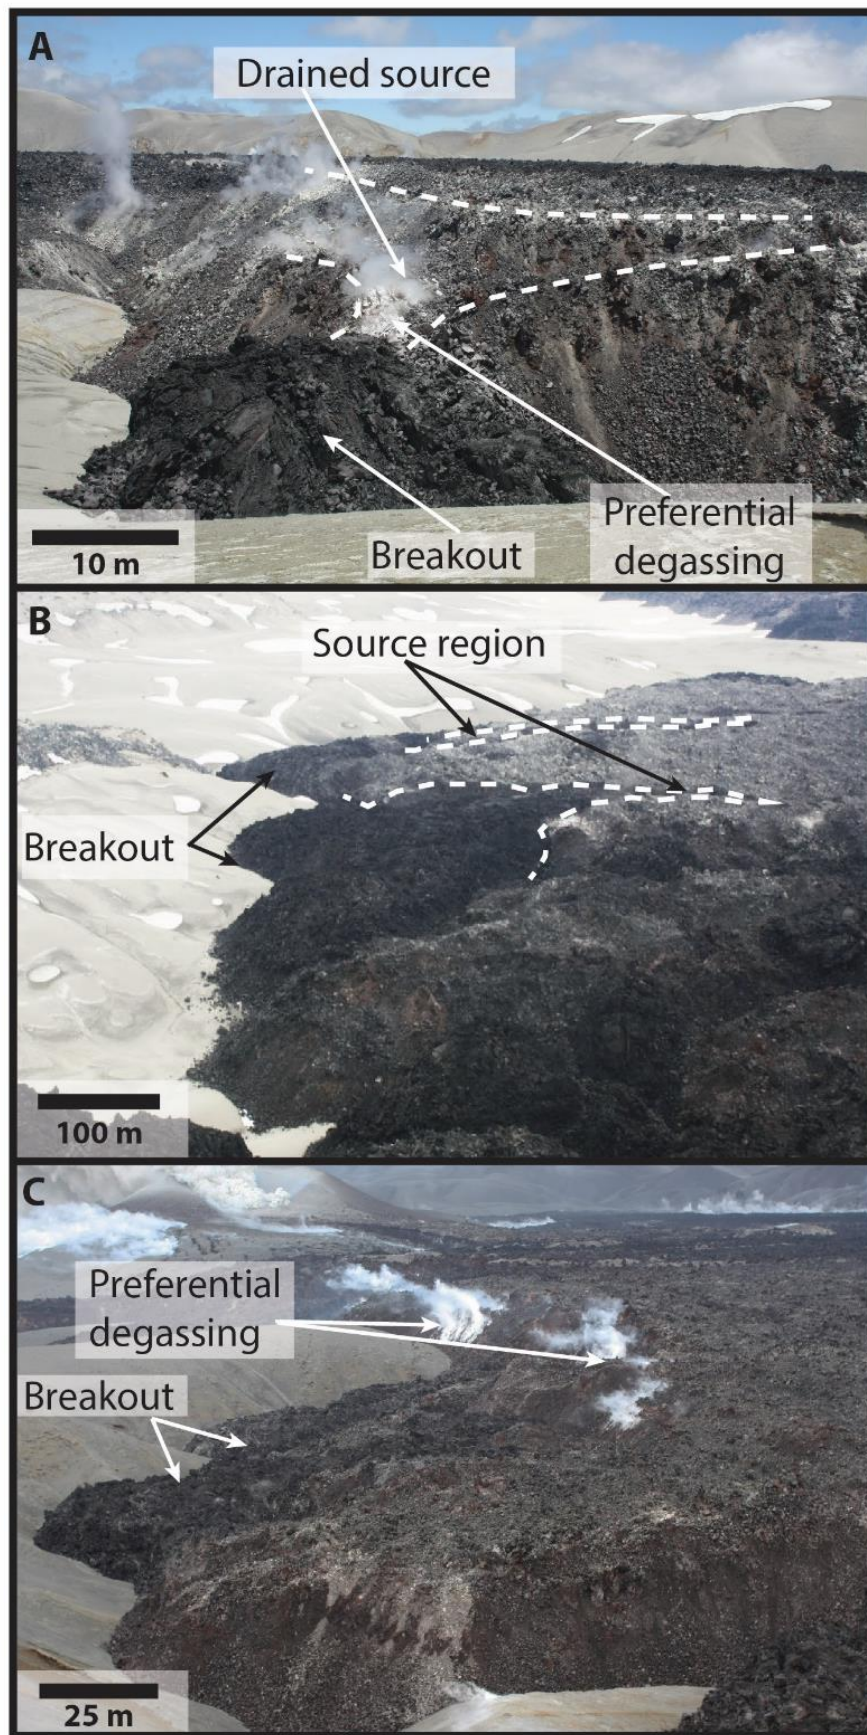 A
Drained source
Breakout
Preferential
degassing
10 m
B
Source region
Breakout
100 m
C
Preferential
degassing
Breakout
25 m